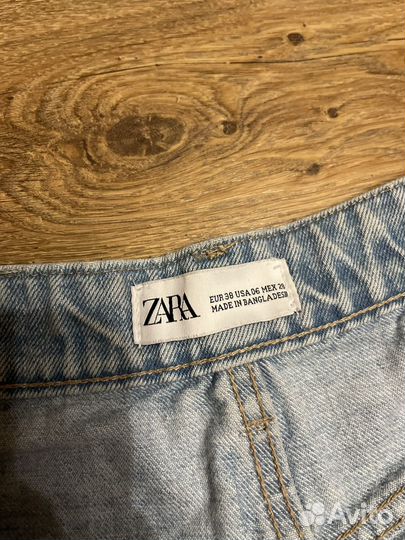 ZARA
EUR 38 USA 06 MEX 28
MADE IN BANGLADESH
Avito